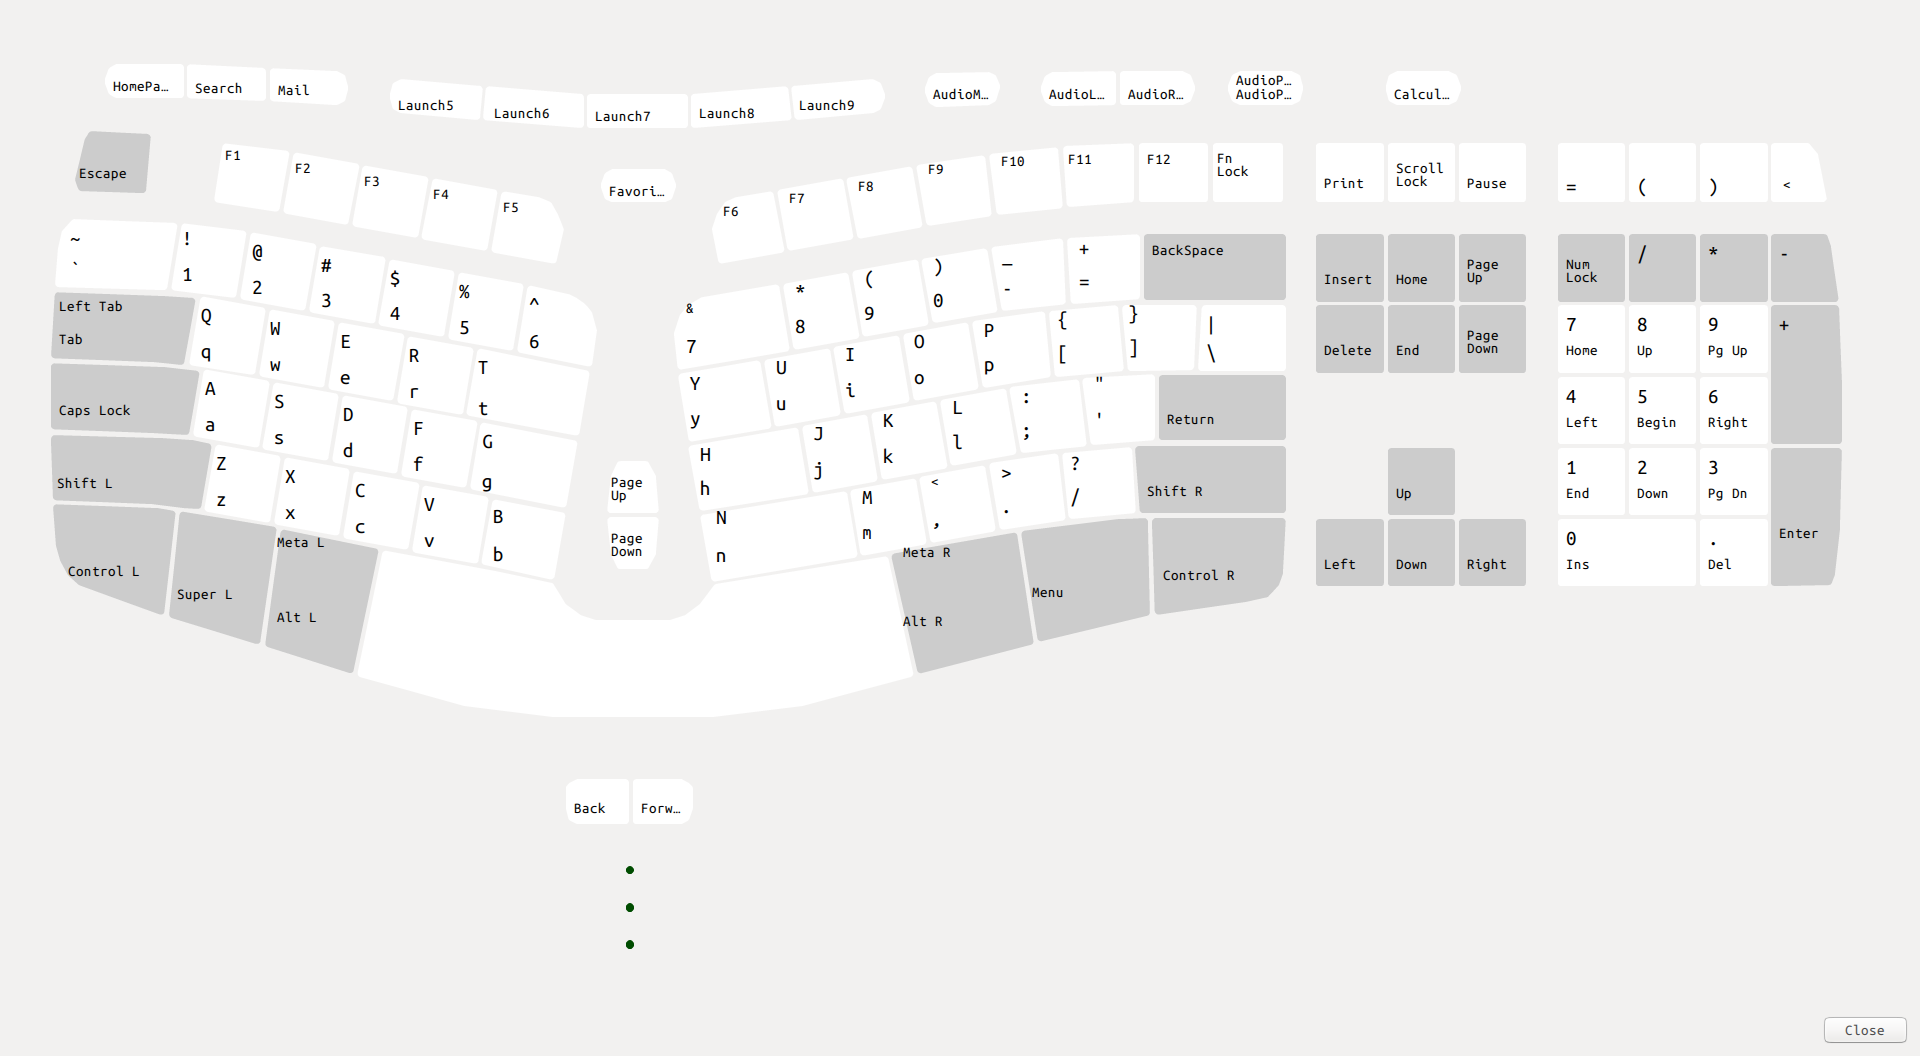 HomePa… Search Mail
Launch5 Launch6 Launch7 Launch8 Launch9
AudioM… AudioL… AudioR… AudioP…
AudioP…
Calcul…
Escape F1 F2 F3 F4 F5 Favori… F6 F7 F8 F9 F10 F11 F12 Fn
Lock
Print Scroll
Lock
Pause
= ( ) <
~ ! @ # $ % ^ & * ( ) _ + BackSpace
` 1 2 3 4 5 6 7 8 9 0 - =
Insert Home Page
Up
Num
Lock
/ * -
Left Tab Q W E R T Y U I O P { } |
Tab q w e r t y u i o p [ ] \
Delete End Page
Down
7 8 9 +
Home Up Pg Up
Caps Lock A S D F G H J K L : " Return
a s d f g h j k l ; '
4 5 6
Left Begin Right
Shift L Z X C V B Page
Up
N M < > ? Shift R
z x c v b Page
Down
n m , . /
Up
1 2 3 Enter
End Down Pg Dn
Control L Super L Meta L
Alt L
Meta R
Alt R
Menu Control R
Left Down Right
0 .
Ins Del
Back Forw…
Close